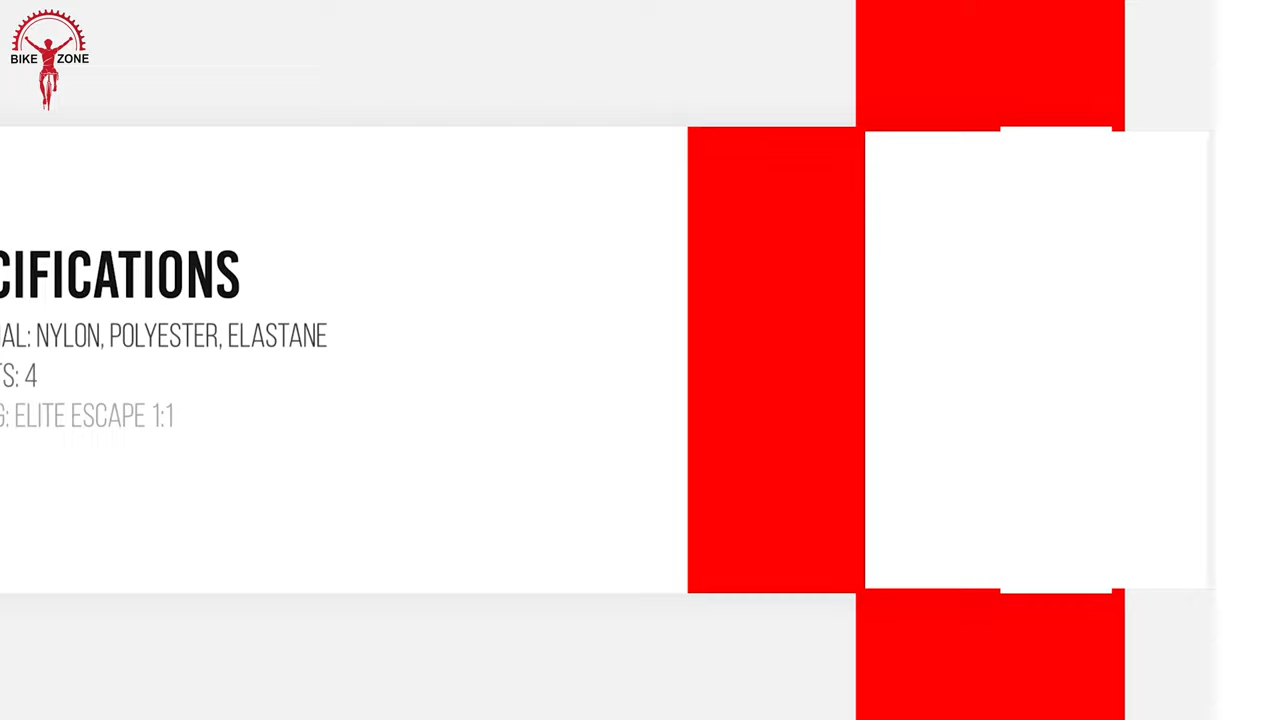 BIKE ZONE
CIFICATIONS
AL: NYLON, POLYESTER, ELASTANE
TS: 4
G: ELITE ESCAPE 1:1